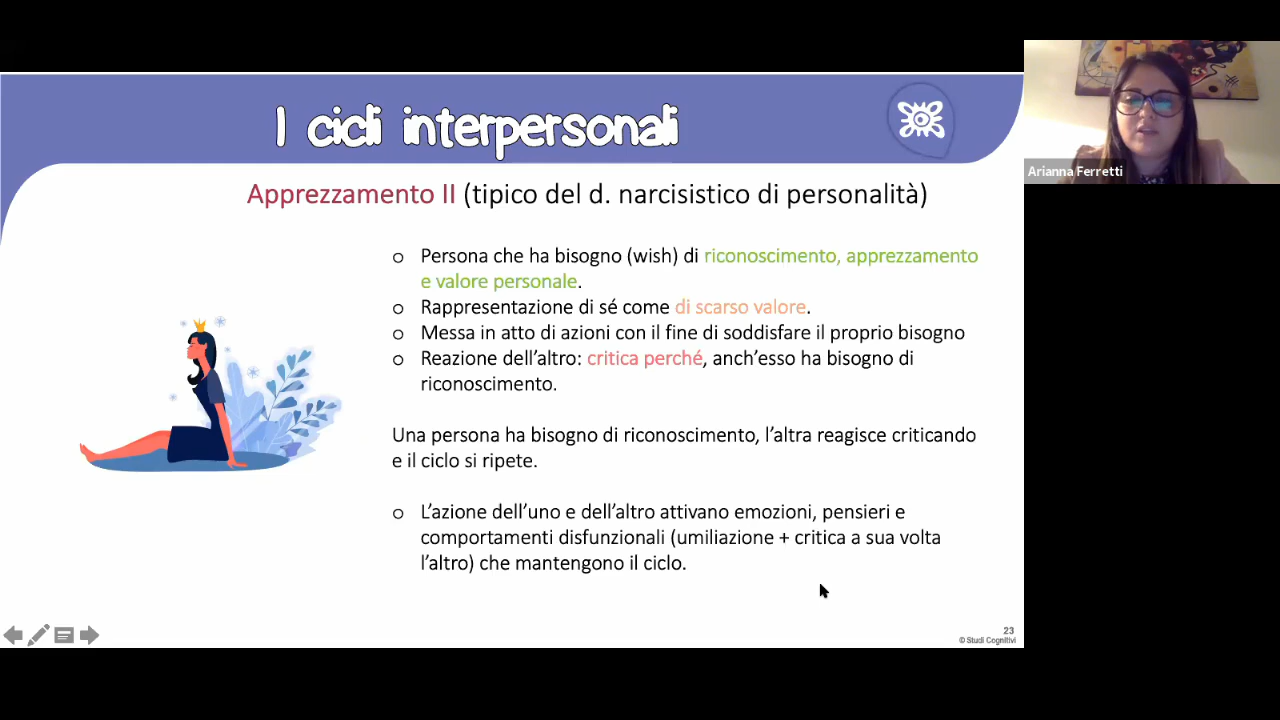 I cicli interpersonali
Arianna Ferretti
Apprezzamento II (tipico del d. narcisistico di personalità)
o Persona che ha bisogno (wish) di riconoscimento, apprezzamento
e valore personale.
o Rappresentazione di sé come di scarso valore.
o Messa in atto di azioni con il fine di soddisfare il proprio bisogno
o Reazione dell'altro: critica perché, anch'esso ha bisogno di
riconoscimento.
Una persona ha bisogno di riconoscimento, l'altra reagisce criticando
e il ciclo si ripete.
o L'azione dell'uno e dell'altro attivano emozioni, pensieri e
comportamenti disfunzionali (umiliazione + critica a sua volta
l'altro) che mantengono il ciclo.
23
© Studi Cognitivi